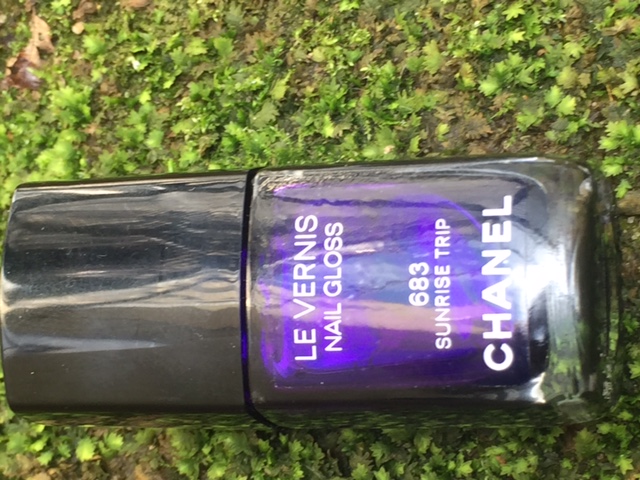 LE VERNIS
NAIL GLOSS
683
SUNRISE TRIP
CHANEL